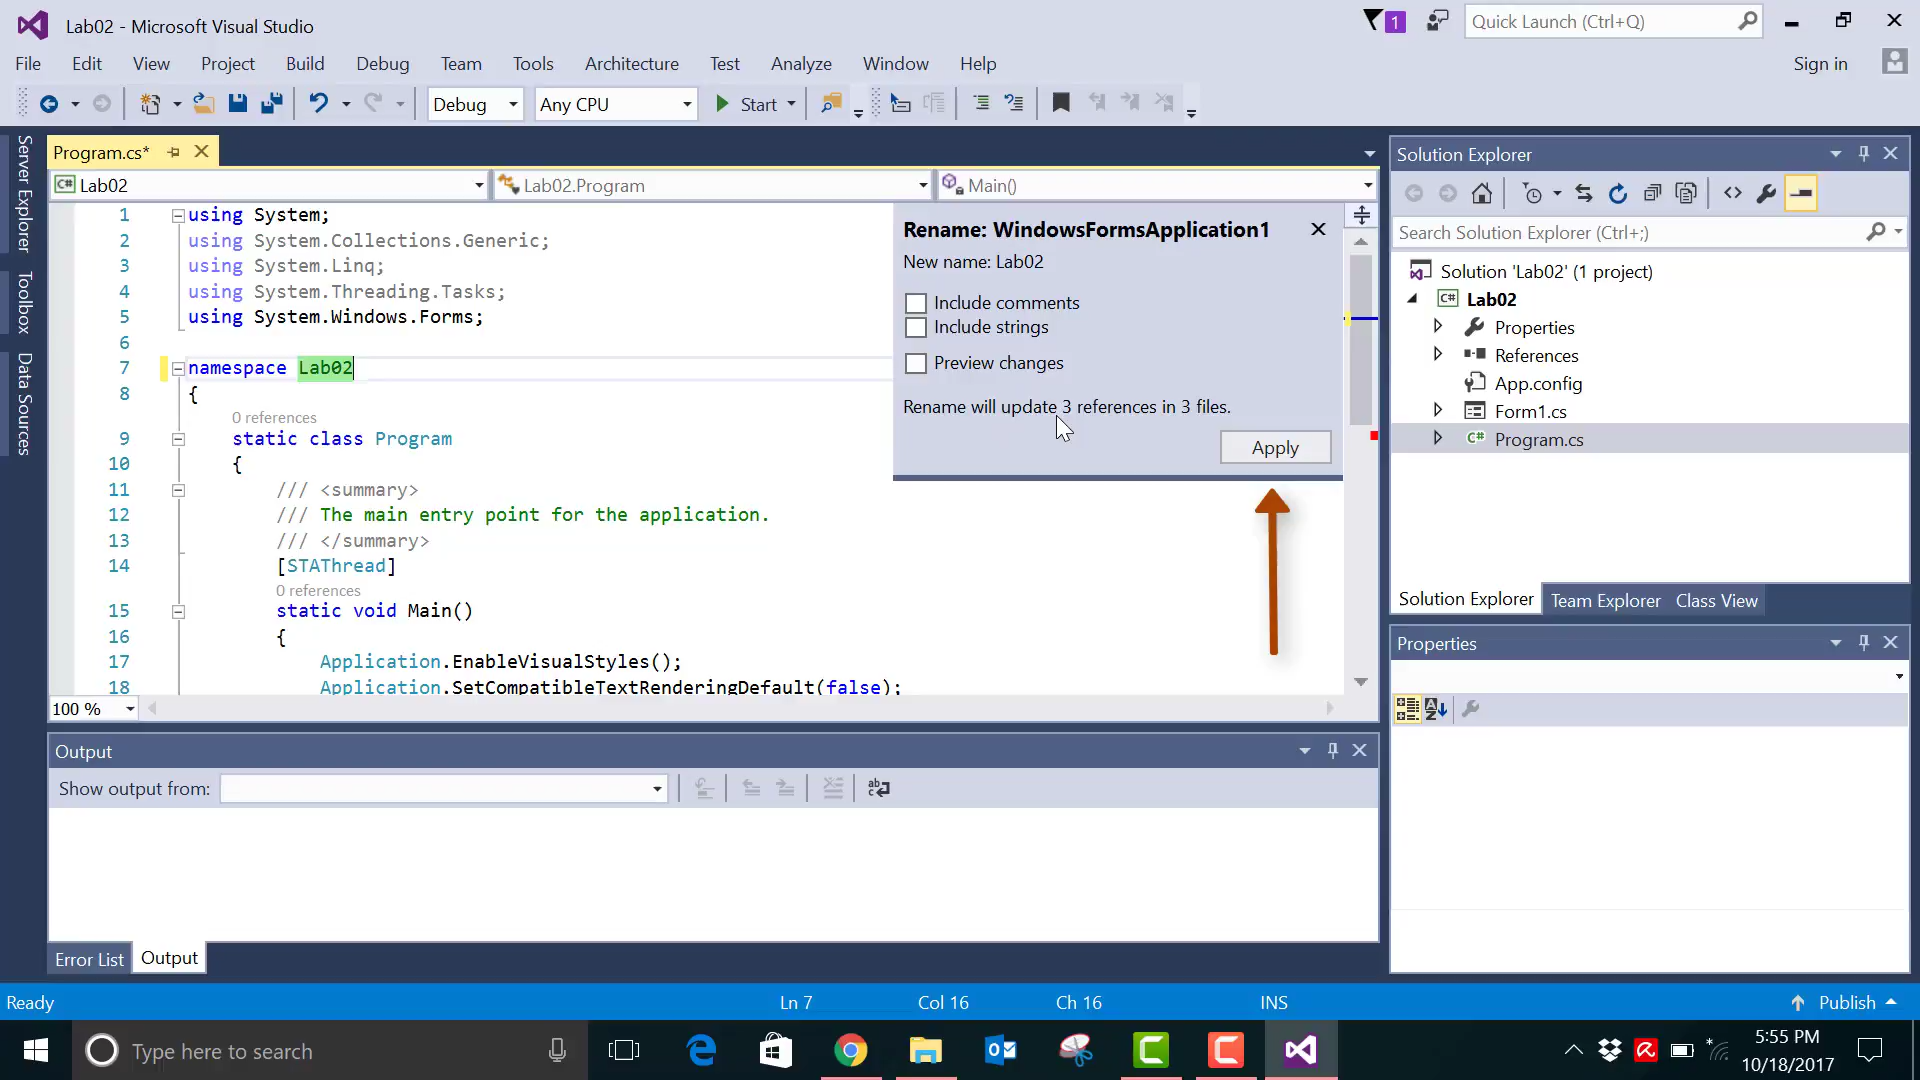 Lab02 - Microsoft Visual Studio
1
Quick Launch (Ctrl+Q)
File Edit View Project Build Debug Team Tools Architecture Test Analyze Window Help
Sign in
Debug Any CPU Start
Server Explorer
Toolbox
Data Sources
Program.cs*
Lab02 Lab02.Program Main()
1 using System;
2 using System.Collections.Generic;
3 using System.Linq;
4 using System.Threading.Tasks;
5 using System.Windows.Forms;
6
7 namespace Lab02
8 {
0 references
9 static class Program
10 {
11 /// <summary>
12 /// The main entry point for the application.
13 /// </summary>
14 [STAThread]
0 references
15 static void Main()
16 {
17 Application.EnableVisualStyles();
18 Application.SetCompatibleTextRenderingDefault(false);
100 %
Rename: WindowsFormsApplication1
New name: Lab02
Include comments
Include strings
Preview changes
Rename will update 3 references in 3 files.
Apply
Solution Explorer
Search Solution Explorer (Ctrl+;)
Solution 'Lab02' (1 project)
C# Lab02
Properties
References
App.config
Form1.cs
C# Program.cs
Solution Explorer Team Explorer Class View
Properties
Output
Show output from:
Error List Output
Ready
Ln 7 Col 16 Ch 16 INS
Publish
Type here to search
5:55 PM
10/18/2017